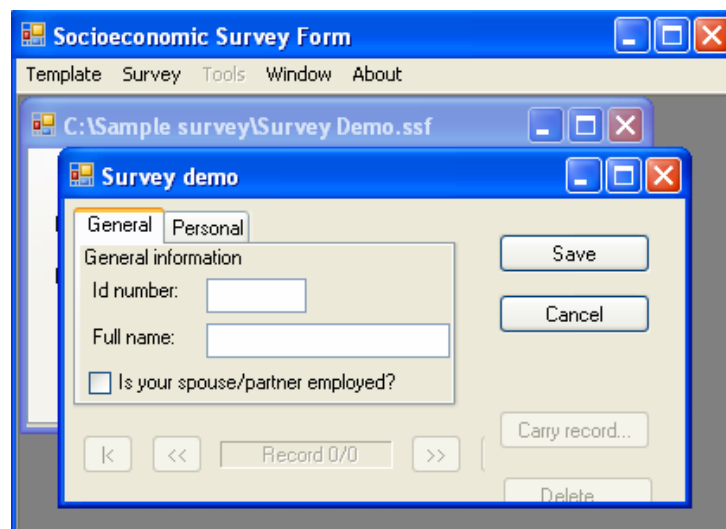 Socioeconomic Survey Form
Template Survey Tools Window About
C:\Sample survey\Survey Demo.ssf
Survey demo
General Personal
General information
Id number:
Full name:
Is your spouse/partner employed?
Save
Cancel
Carry record...
|< << Record 0/0 >>
Delete